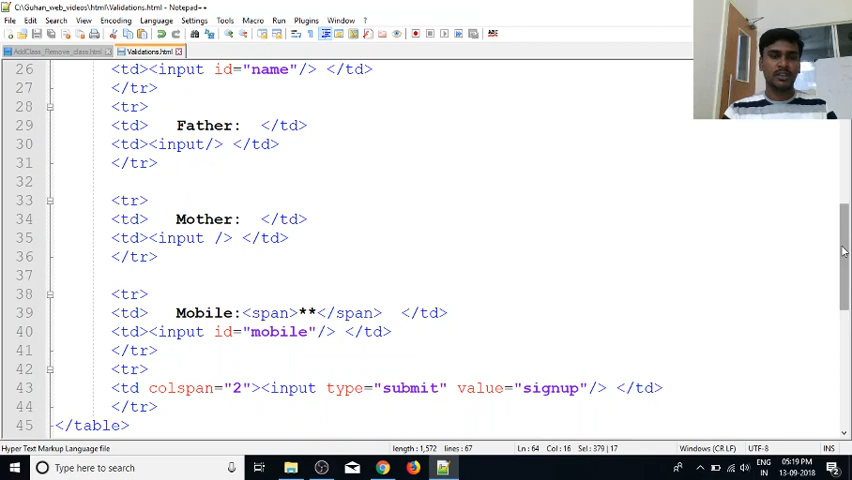 C:\Guhan_web_videos\html\Validations.html - Notepad++
File Edit Search View Encoding Language Settings Tools Macro Run Plugins Window ?
AddClass_Remove_class.html Validations.html
26 <td><input id="name"/> </td>
27 </tr>
28 <tr>
29 <td> Father: </td>
30 <td><input/> </td>
31 </tr>
32
33 <tr>
34 <td> Mother: </td>
35 <td><input /> </td>
36 </tr>
37
38 <tr>
39 <td> Mobile:<span>**</span> </td>
40 <td><input id="mobile"/> </td>
41 </tr>
42 <tr>
43 <td colspan="2"><input type="submit" value="signup"/> </td>
44 </tr>
45 </table>
Hyper Text Markup Language file length : 1,572 lines : 67 Ln : 64 Col : 16 Sel : 379 | 17 Windows (CR LF) UTF-8 INS
Type here to search ENG IN 05:19 PM 13-09-2018 2